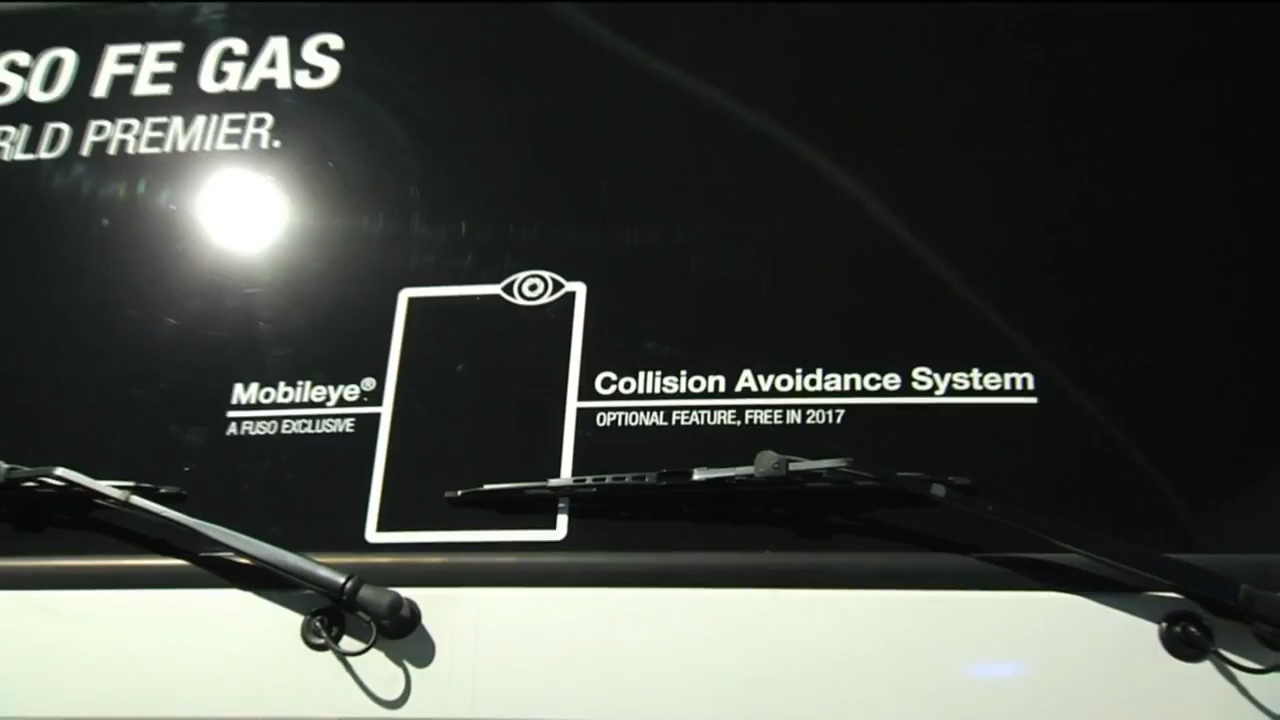 SO FE GAS
RLD PREMIER.
Mobileye®
A FUSO EXCLUSIVE
Collision Avoidance System
OPTIONAL FEATURE, FREE IN 2017